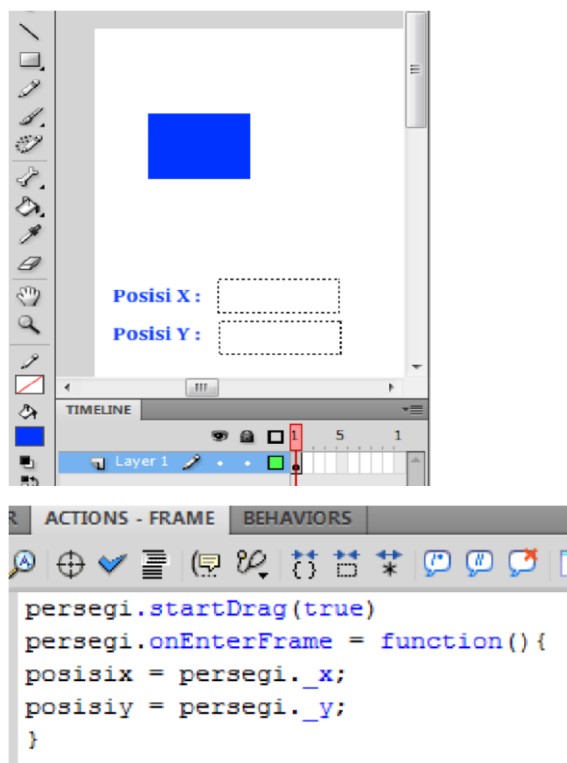 Posisi X :
Posisi Y :
TIMELINE
1 5 1
Layer 1
R ACTIONS - FRAME BEHAVIORS
persegi.startDrag(true)
persegi.onEnterFrame = function(){
posisix = persegi._x;
posisiy = persegi._y;
}